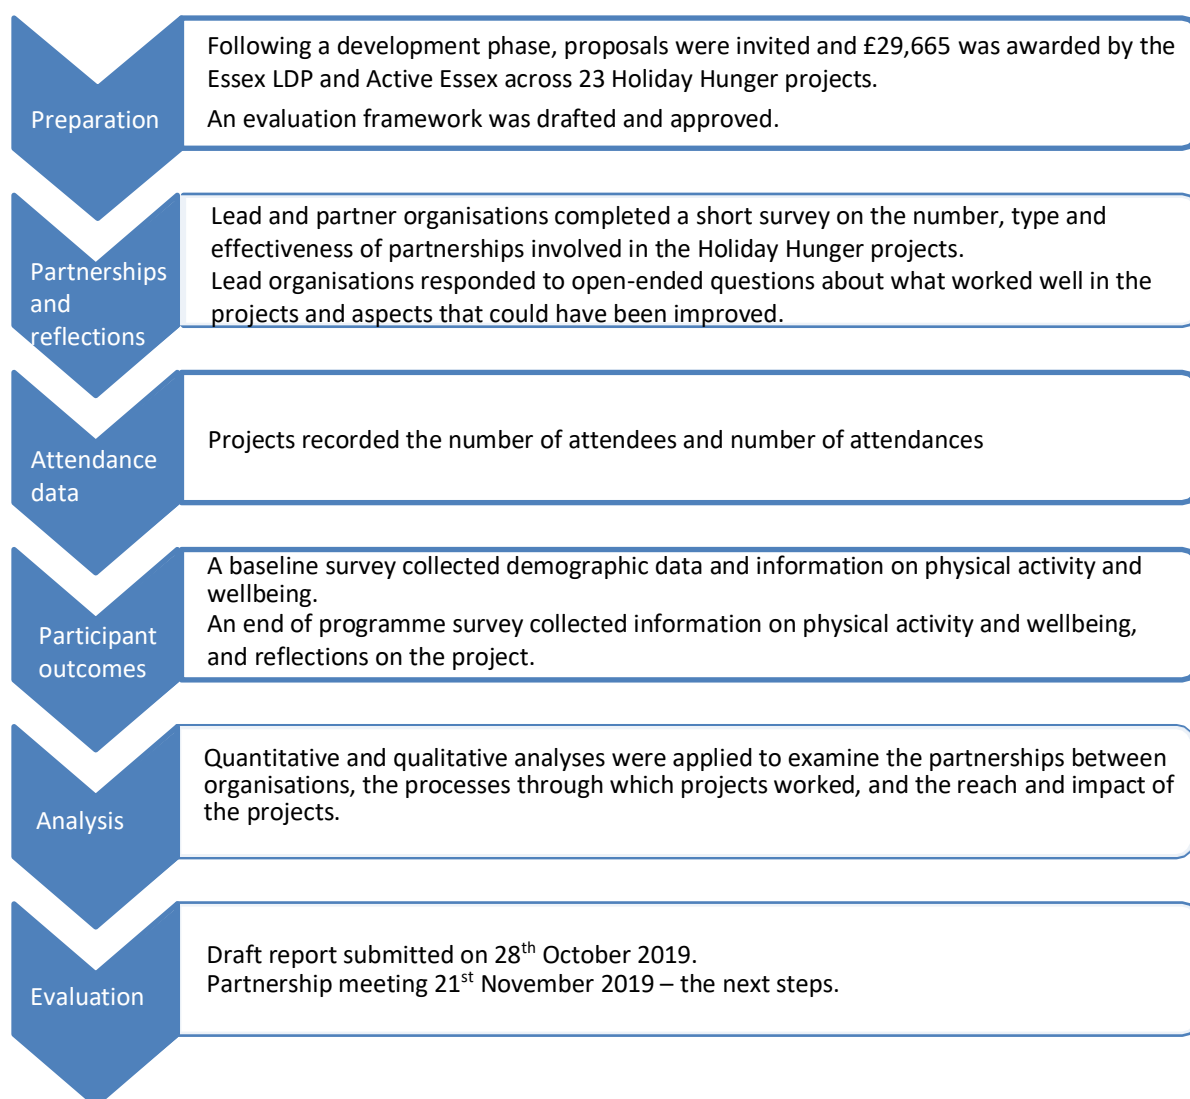 Preparation
Following a development phase, proposals were invited and £29,665 was awarded by the
Essex LDP and Active Essex across 23 Holiday Hunger projects.
An evaluation framework was drafted and approved.
Partnerships
and
reflections
Lead and partner organisations completed a short survey on the number, type and
effectiveness of partnerships involved in the Holiday Hunger projects.
Lead organisations responded to open-ended questions about what worked well in the
projects and aspects that could have been improved.
Attendance
data
Projects recorded the number of attendees and number of attendances
Participant
outcomes
A baseline survey collected demographic data and information on physical activity and
wellbeing.
An end of programme survey collected information on physical activity and wellbeing,
and reflections on the project.
Analysis
Quantitative and qualitative analyses were applied to examine the partnerships between
organisations, the processes through which projects worked, and the reach and impact of
the projects.
Evaluation
Draft report submitted on 28th October 2019.
Partnership meeting 21st November 2019 – the next steps.